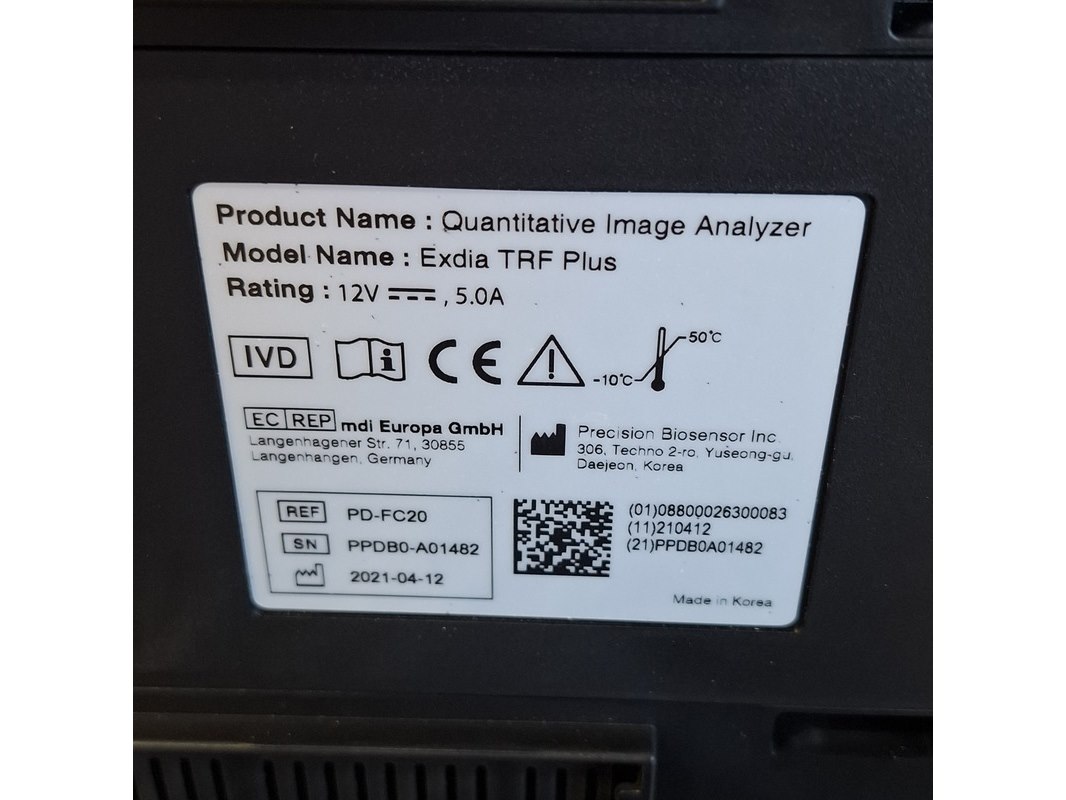 Product Name : Quantitative Image Analyzer
Model Name : Exdia TRF Plus
Rating : 12V ⎓ , 5.0A
IVD
i
CE
!
50℃
-10℃
EC REP mdi Europa GmbH
Langenhagener Str. 71, 30855
Langenhangen, Germany
Precision Biosensor Inc.
306, Techno 2-ro, Yuseong-gu,
Daejeon, Korea
REF PD-FC20
SN PPDB0-A01482
2021-04-12
(01)08800026300083
(11)210412
(21)PPDB0A01482
Made in Korea